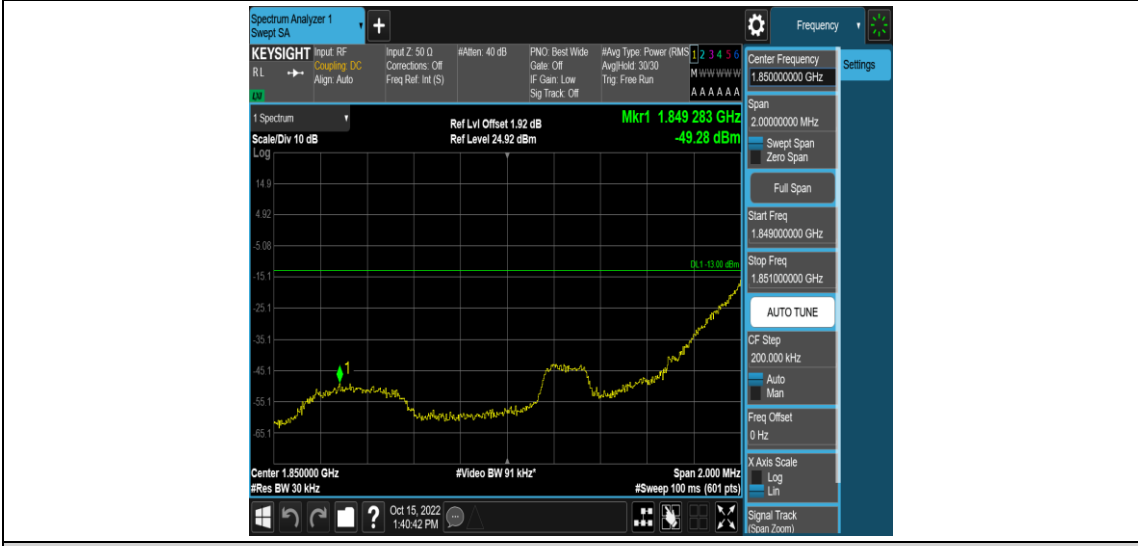 Spectrum Analyzer 1
Swept SA
+
Frequency
KEYSIGHT
RL
Input: RF
Coupling: DC
Align: Auto
Input Z: 50 Ω
Corrections: Off
Freq Ref: Int (S)
#Atten: 40 dB
PNO: Best Wide
Gate: Off
IF Gain: Low
Sig Track: Off
#Avg Type: Power (RMS
Avg|Hold: 30/30
Trig: Free Run
1 2 3 4 5 6
M W W W W W
A A A A A A
1 Spectrum
Scale/Div 10 dB
Log
Ref Lvl Offset 1.92 dB
Ref Level 24.92 dBm
Mkr1 1.849 283 GHz
-49.28 dBm
14.9
4.92
-5.08
-15.1
-25.1
-35.1
-45.1
-55.1
-65.1
DL1 -13.00 dBm
1
Center 1.850000 GHz
#Res BW 30 kHz
#Video BW 91 kHz*
Span 2.000 MHz
#Sweep 100 ms (601 pts)
?
Oct 15, 2022
1:40:42 PM
Center Frequency
1.850000000 GHz
Span
2.00000000 MHz
Swept Span
Zero Span
Full Span
Start Freq
1.849000000 GHz
Stop Freq
1.851000000 GHz
AUTO TUNE
CF Step
200.000 kHz
Auto
Man
Freq Offset
0 Hz
X Axis Scale
Log
Lin
Signal Track
(Span Zoom)
Settings